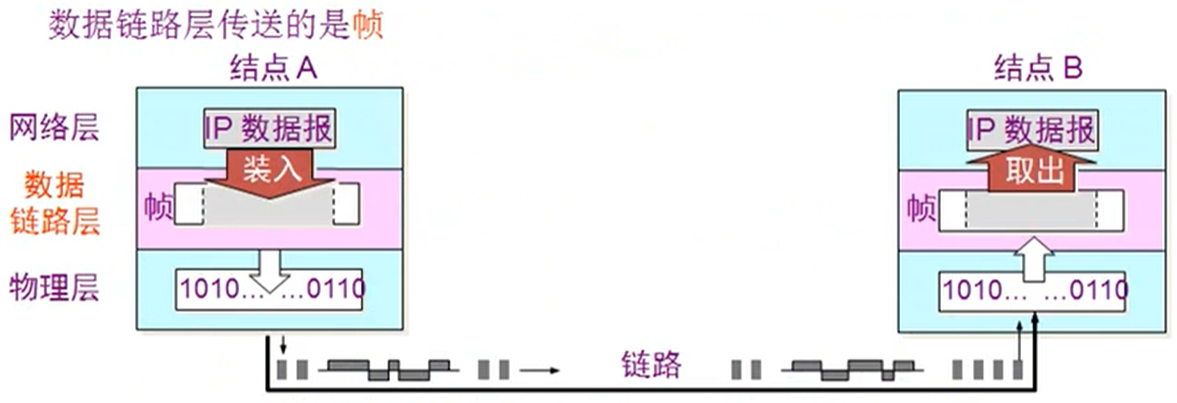 数据链路层传送的是帧
结点 A
结点 B
网络层
IP 数据报
IP 数据报
装入
取出
数据
链路层
帧
帧
物理层
1010… …0110
1010… …0110
链路